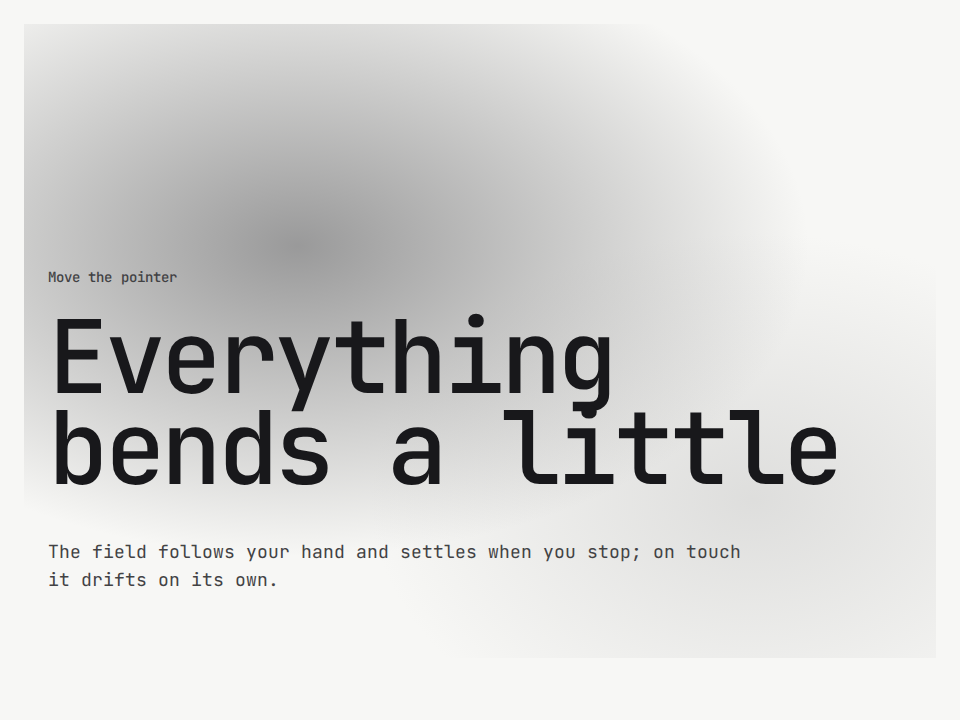 Move the pointer
Everything
bends a little
The field follows your hand and settles when you stop; on touch
it drifts on its own.